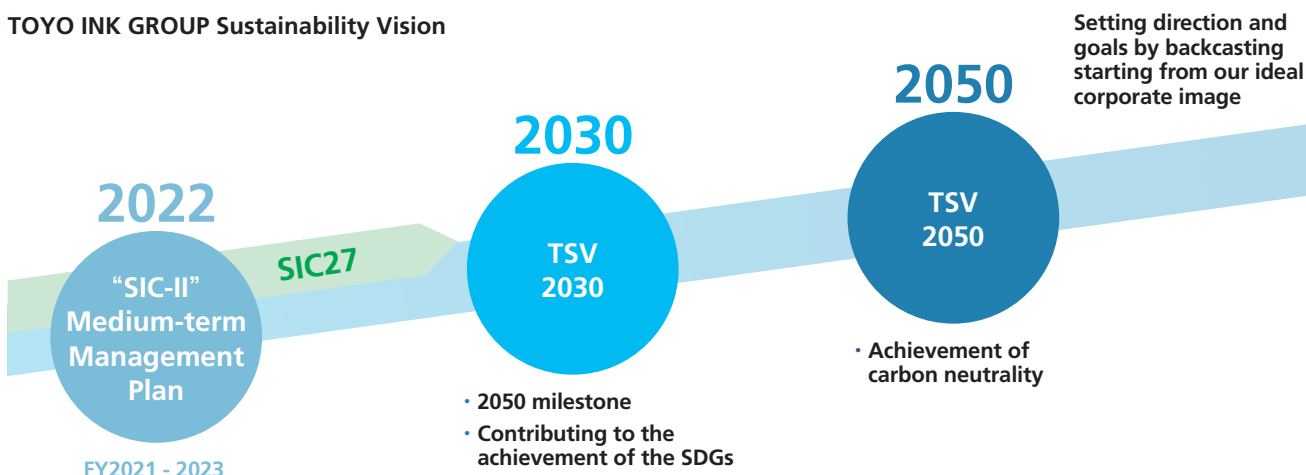 TOYO INK GROUP Sustainability Vision
Setting direction and
goals by backcasting
starting from our ideal
corporate image
2050
2030
2022
TSV
2050
SIC27
TSV
2030
“SIC-II”
Medium-term
Management
Plan
· Achievement of
carbon neutrality
· 2050 milestone
· Contributing to the
achievement of the SDGs
FY2021 - 2023